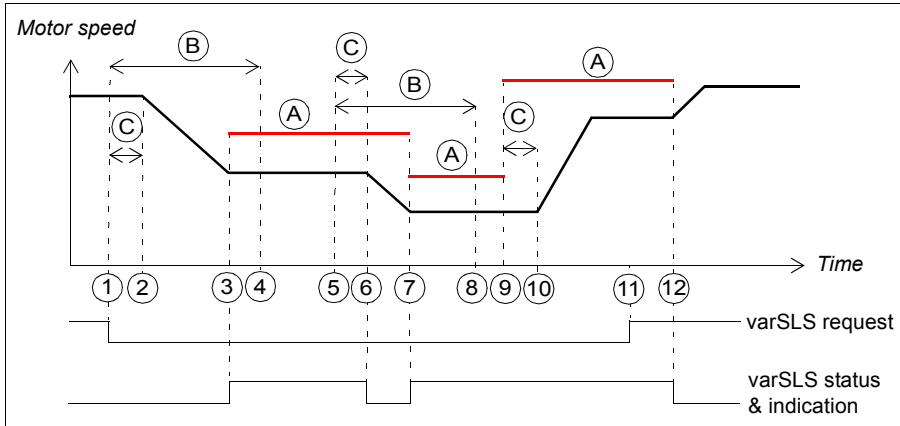 Motor speed
B
C
A
C
B
A
A
C
Time
1 2 3 4 5 6 7 8 9 10 11 12
varSLS request
varSLS status
& indication